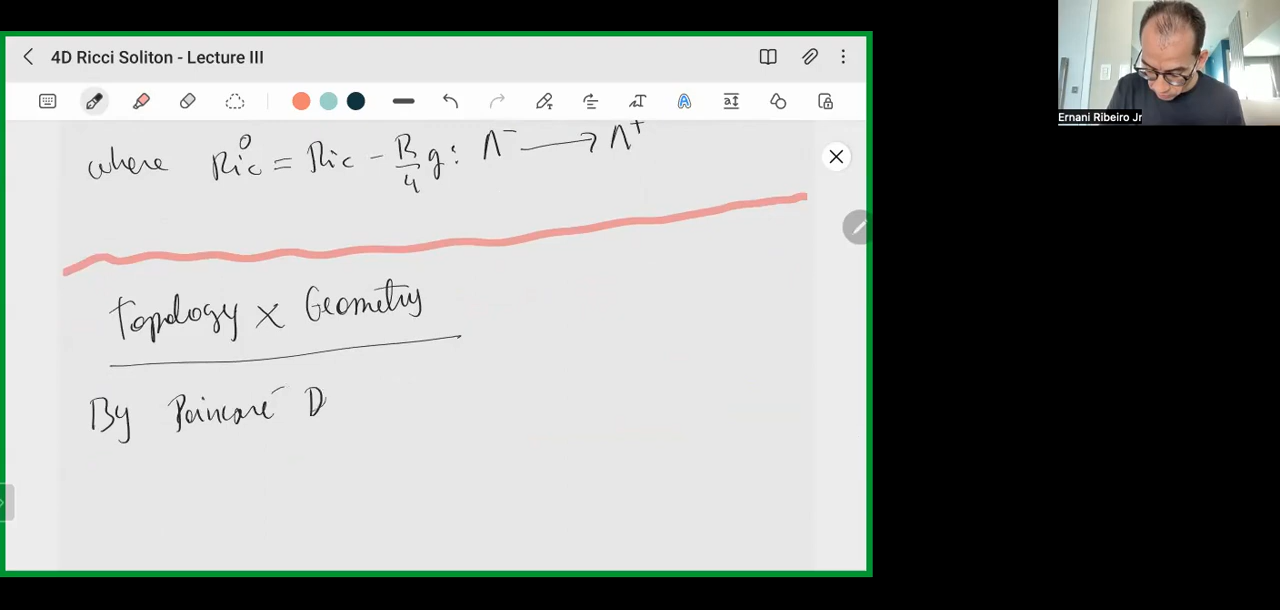 4D Ricci Soliton - Lecture III
where R̊ic = Ric - R/4 g: Λ⁻ ⟶ Λ⁺
Topology x Geometry
By Poincaré D
Ernani Ribeiro Jr